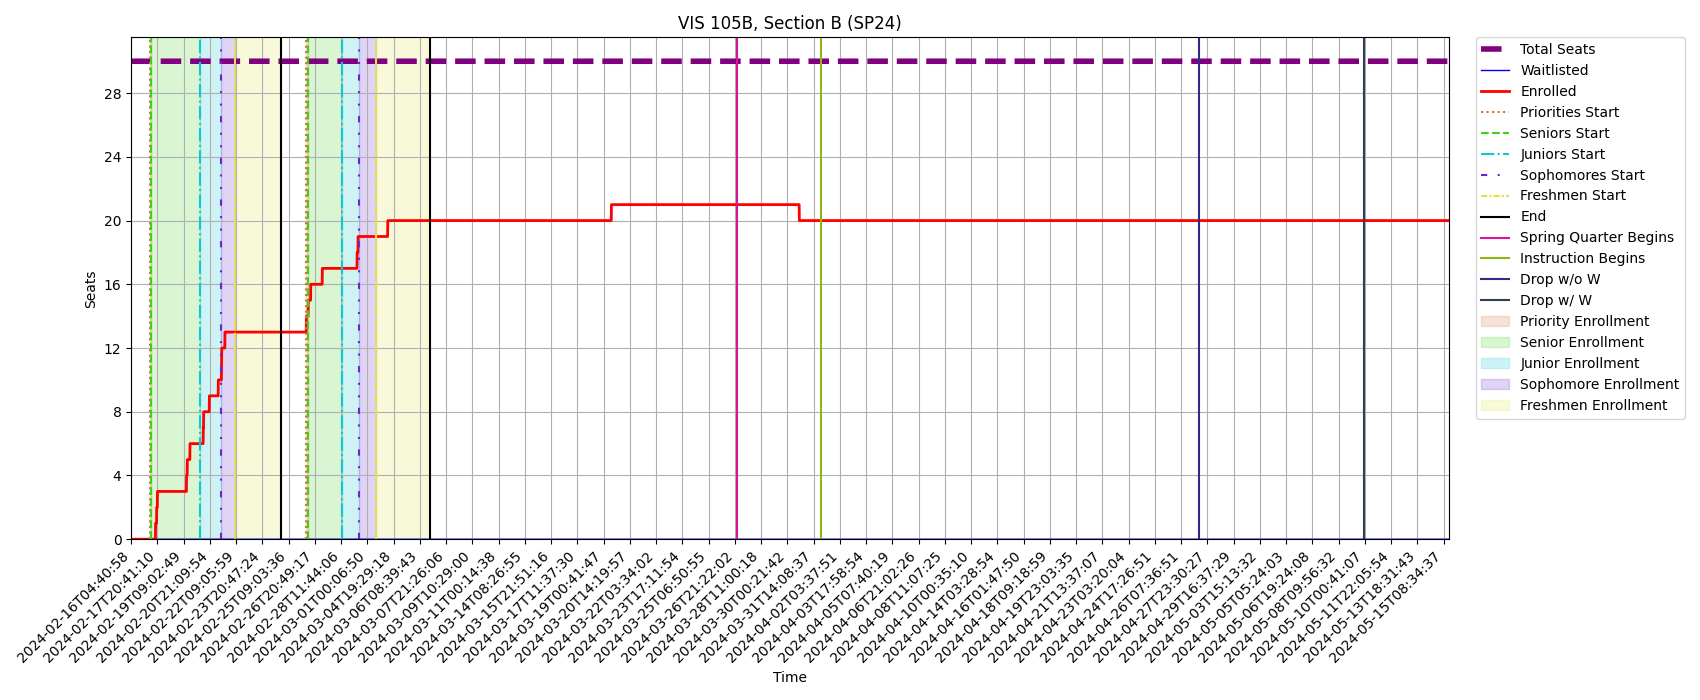 VIS 105B, Section B (SP24)
Seats
28
24
20
16
12
8
4
0
2024-02-16T04:40:58
2024-02-17T20:41:10
2024-02-19T09:02:49
2024-02-20T21:09:54
2024-02-22T09:05:59
2024-02-23T20:47:24
2024-02-25T09:03:36
2024-02-26T20:49:17
2024-02-28T11:44:06
2024-03-01T00:06:50
2024-03-04T19:29:18
2024-03-06T08:39:43
2024-03-07T21:26:06
2024-03-09T10:29:00
2024-03-11T00:14:38
2024-03-14T08:26:55
2024-03-15T21:51:16
2024-03-17T11:37:30
2024-03-19T00:41:47
2024-03-20T14:19:57
2024-03-22T03:34:02
2024-03-23T17:11:54
2024-03-25T06:50:55
2024-03-26T21:22:02
2024-03-28T11:00:18
2024-03-30T00:21:42
2024-03-31T14:08:37
2024-04-02T03:37:51
2024-04-03T17:58:54
2024-04-05T07:40:19
2024-04-06T21:02:26
2024-04-08T11:07:25
2024-04-10T00:35:10
2024-04-14T03:28:54
2024-04-16T01:47:50
2024-04-18T09:18:59
2024-04-19T23:03:35
2024-04-21T13:37:07
2024-04-23T03:20:04
2024-04-24T17:26:51
2024-04-26T07:36:51
2024-04-27T23:30:27
2024-04-29T16:37:29
2024-05-03T15:13:32
2024-05-05T05:24:03
2024-05-06T19:24:08
2024-05-08T09:56:32
2024-05-10T00:41:07
2024-05-11T22:05:54
2024-05-13T18:31:43
2024-05-15T08:34:37
Time
Total Seats
Waitlisted
Enrolled
Priorities Start
Seniors Start
Juniors Start
Sophomores Start
Freshmen Start
End
Spring Quarter Begins
Instruction Begins
Drop w/o W
Drop w/ W
Priority Enrollment
Senior Enrollment
Junior Enrollment
Sophomore Enrollment
Freshmen Enrollment